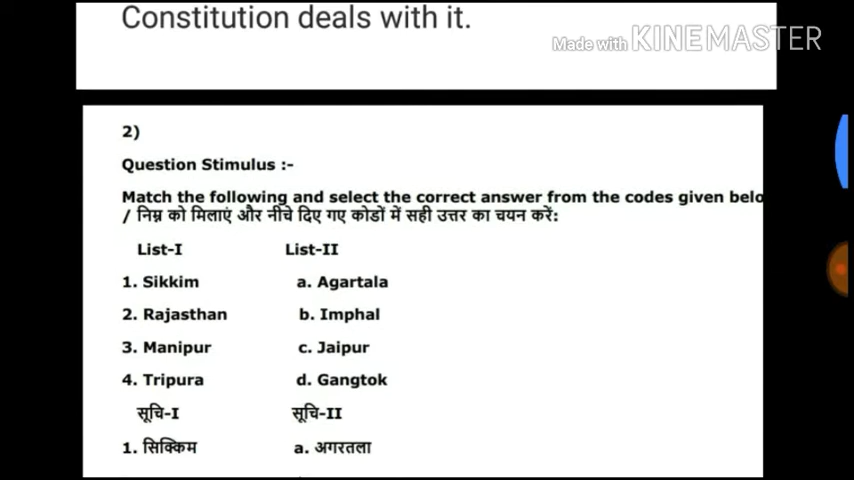 Constitution deals with it.
Made with KINEMASTER
2)
Question Stimulus :-
Match the following and select the correct answer from the codes given belo
/ निम्न को मिलाएं और नीचे दिए गए कोडों में सही उत्तर का चयन करें:
List-I List-II
1. Sikkim a. Agartala
2. Rajasthan b. Imphal
3. Manipur c. Jaipur
4. Tripura d. Gangtok
सूचि-I सूचि-II
1. सिक्किम a. अगरतला